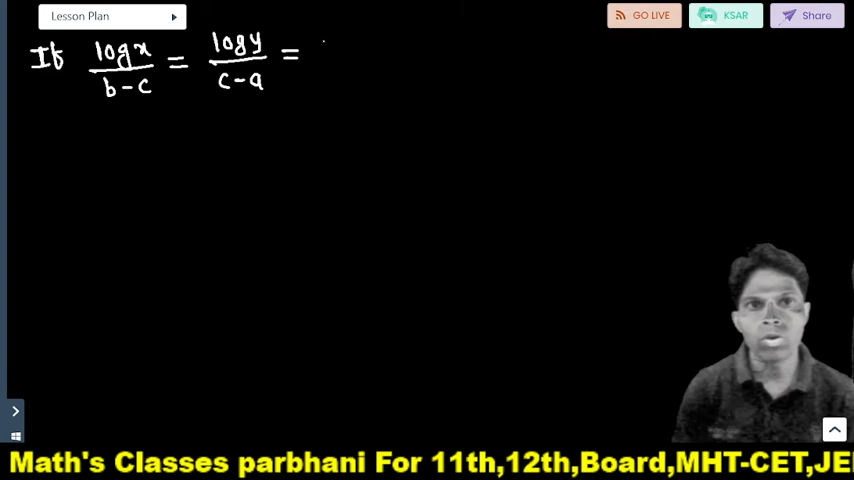 Lesson Plan
GO LIVE
KSAR
Share
If logx/b-c = logy/c-a =
Math's Classes parbhani For 11th,12th,Board,MHT-CET,JE